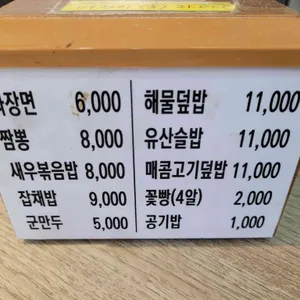 짜장면 6,000
짬뽕 8,000
새우볶음밥 8,000
잡채밥 9,000
군만두 5,000
해물덮밥 11,000
유산슬밥 11,000
매콤고기덮밥 11,000
꽃빵(4알) 2,000
공기밥 1,000